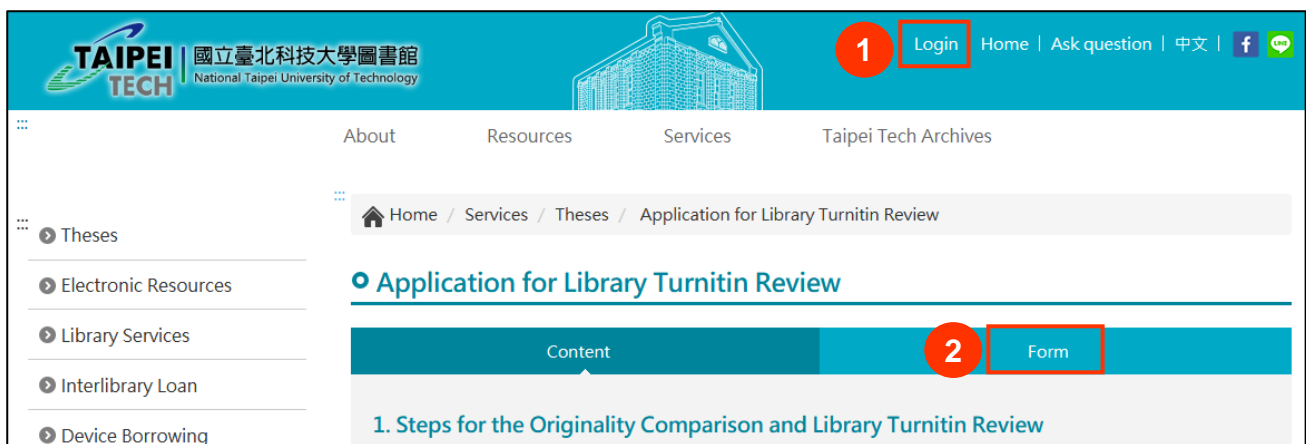 TAIPEI
TECH
國立臺北科技大學圖書館
National Taipei University of Technology
1
Login Home | Ask question | 中文 |
f LINE
:::
About Resources Services Taipei Tech Archives
:::
Home / Services / Theses / Application for Library Turnitin Review
:::
Theses
Electronic Resources
Library Services
Interlibrary Loan
Device Borrowing
Application for Library Turnitin Review
Content 2 Form
1. Steps for the Originality Comparison and Library Turnitin Review